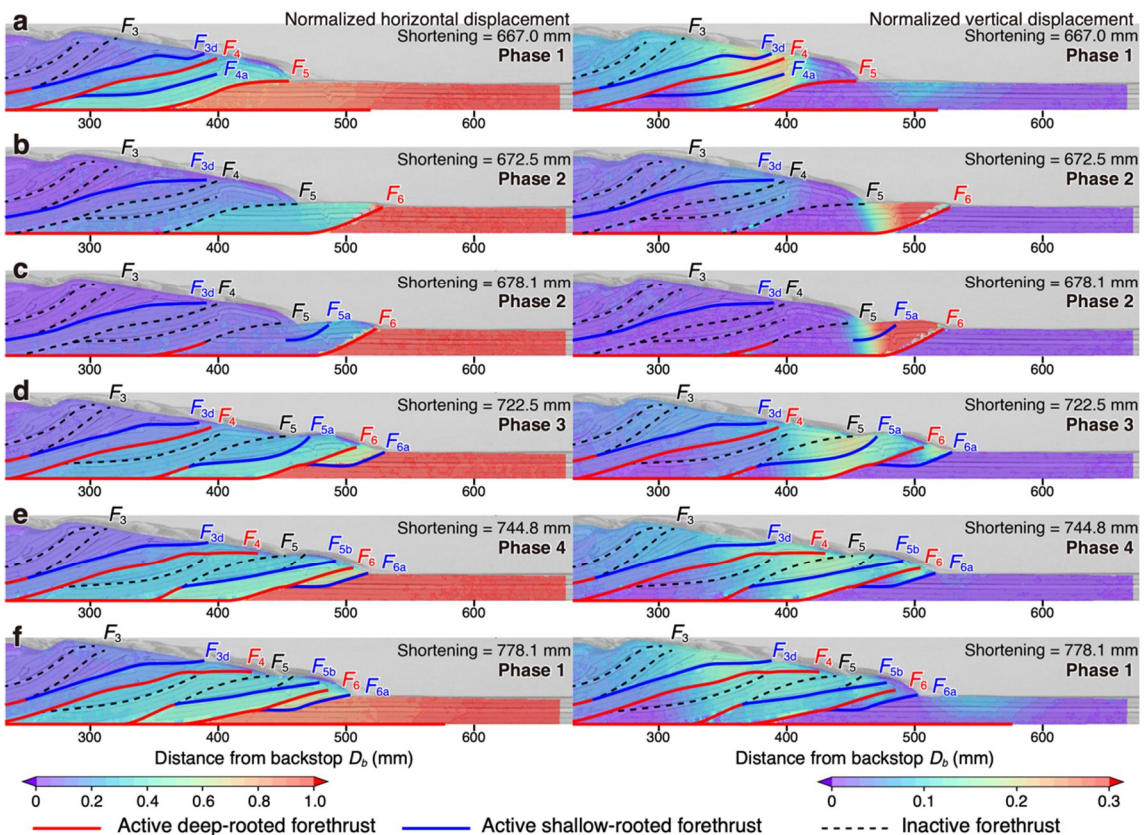 a
Normalized horizontal displacement
Shortening = 667.0 mm
Phase 1
F3 F3d F4 F4a F5
300 400 500 600
Normalized vertical displacement
Shortening = 667.0 mm
Phase 1
F3 F3d F4 F4a F5
300 400 500 600
b
Shortening = 672.5 mm
Phase 2
F3 F3d F4 F5 F6
300 400 500 600
Shortening = 672.5 mm
Phase 2
F3 F3d F4 F5 F6
300 400 500 600
c
Shortening = 678.1 mm
Phase 2
F3 F3d F4 F5 F5a F6
300 400 500 600
Shortening = 678.1 mm
Phase 2
F3 F3d F4 F5 F5a F6
300 400 500 600
d
Shortening = 722.5 mm
Phase 3
F3 F3d F4 F5 F5a F6 F6a
300 400 500 600
Shortening = 722.5 mm
Phase 3
F3 F3d F4 F5 F5a F6 F6a
300 400 500 600
e
Shortening = 744.8 mm
Phase 4
F3 F3d F4 F5 F5b F6 F6a
300 400 500 600
Shortening = 744.8 mm
Phase 4
F3 F3d F4 F5 F5b F6 F6a
300 400 500 600
f
Shortening = 778.1 mm
Phase 1
F3 F3d F4 F5 F5b F6 F6a
300 400 500 600
Shortening = 778.1 mm
Phase 1
F3 F3d F4 F5 F5b F6 F6a
300 400 500 600
Distance from backstop Db (mm)
Distance from backstop Db (mm)
0 0.2 0.4 0.6 0.8 1.0
0 0.1 0.2 0.3
Active deep-rooted forethrust
Active shallow-rooted forethrust
Inactive forethrust